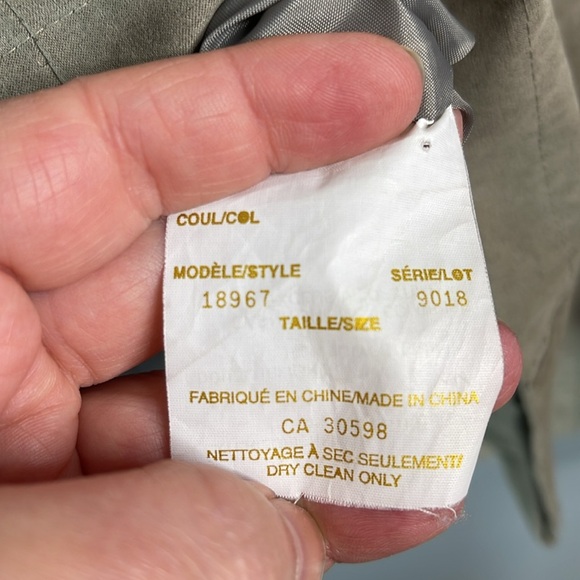 COUL/COL
MODÈLE/STYLE SÉRIE/LOT
18967 9018
TAILLE/SIZE
FABRIQUÉ EN CHINE/MADE IN CHINA
CA 30598
NETTOYAGE À SEC SEULEMENT/
DRY CLEAN ONLY